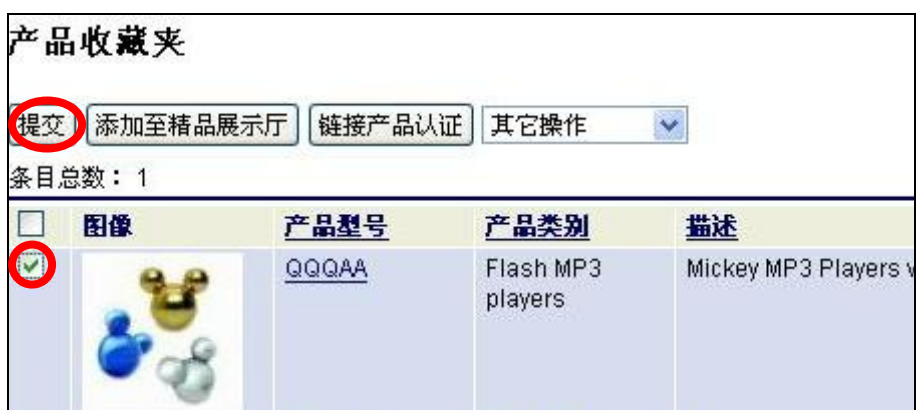 产品收藏夹
提交 添加至精品展示厅 链接产品认证 其它操作
条目总数：1
图像 产品型号 产品类别 描述
QQQAA Flash MP3 Mickey MP3 Players
players